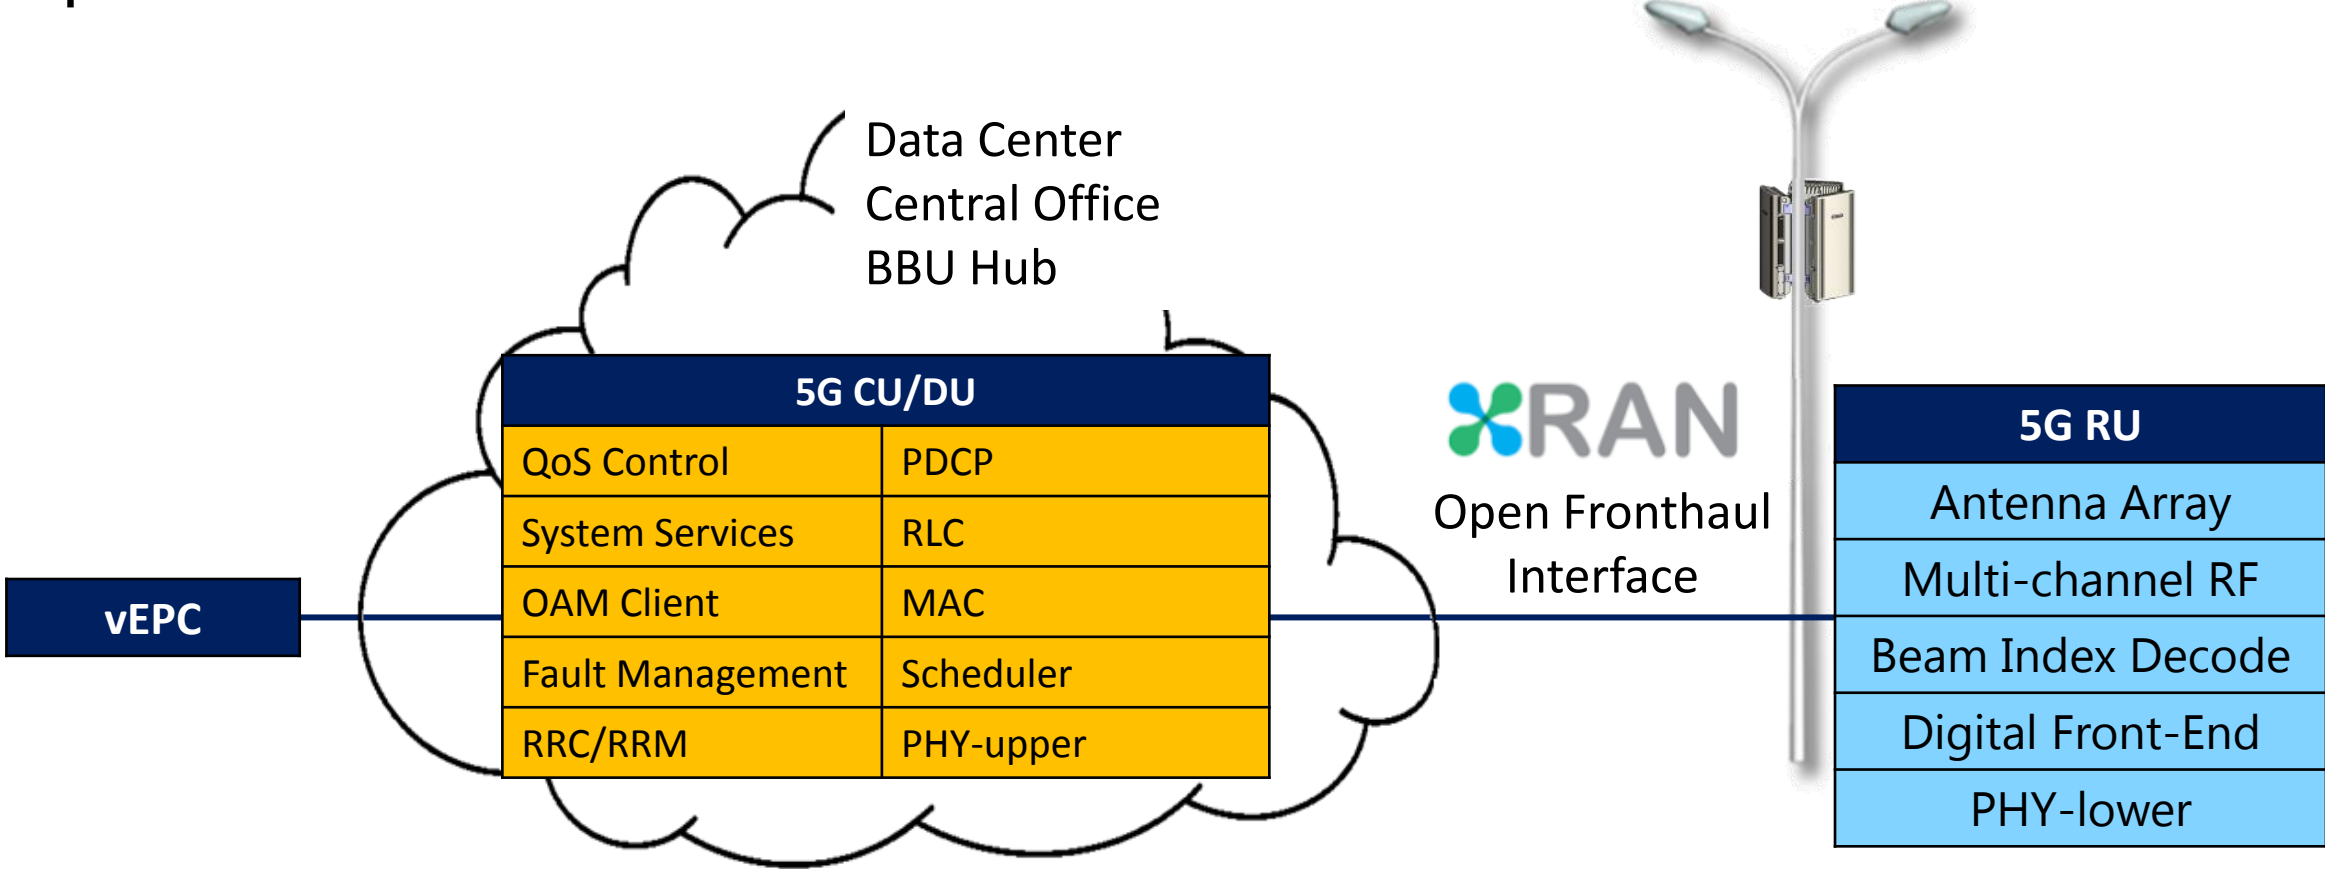 Data Center
Central Office
BBU Hub
5G CU/DU
QoS Control PDCP
System Services RLC
OAM Client MAC
Fault Management Scheduler
RRC/RRM PHY-upper
vEPC
XRAN
Open Fronthaul
Interface
5G RU
Antenna Array
Multi-channel RF
Beam Index Decode
Digital Front-End
PHY-lower